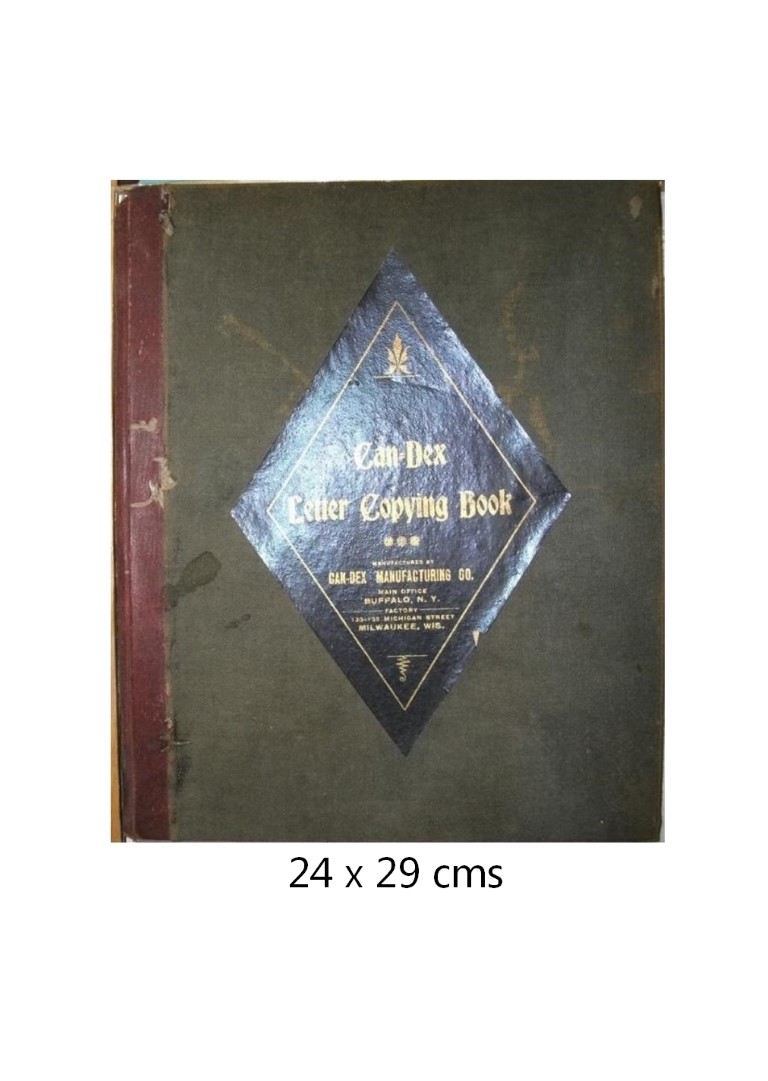 Can-Dex
Letter Copying Book
MANUFACTURED BY
CAN-DEX MANUFACTURING CO.
MAIN OFFICE
BUFFALO, N. Y.
FACTORY
MICHIGAN STREET
MILWAUKEE, WIS.
24 x 29 cms